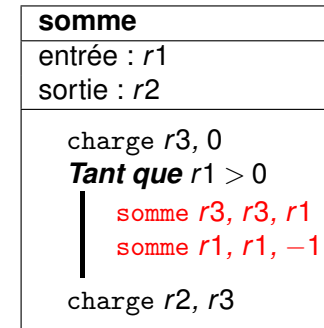 somme
entrée : r1
sortie : r2
charge r3, 0
Tant que r1 > 0
somme r3, r3, r1
somme r1, r1, −1
charge r2, r3